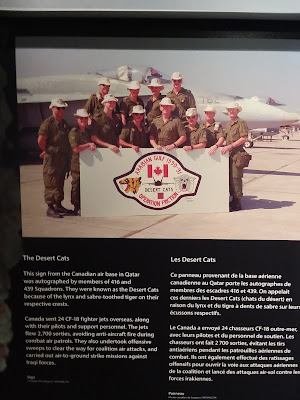 ARABIAN GULF 1990-91
DESERT CATS
OPERATION FRICTION
The Desert Cats
This sign from the Canadian air base in Qatar
was autographed by members of 416 and
439 Squadrons. They were known as the Desert Cats
because of the lynx and sabre-toothed tiger on their
respective crests.
Canada sent 24 CF-18 fighter jets overseas, along
with their pilots and support personnel. The jets
flew 2,700 sorties, avoiding anti-aircraft fire during
combat air patrols. They also undertook offensive
sweeps to clear the way for coalition air attacks, and
carried out air-to-ground strike missions against
Iraqi forces.
Sign
Les Desert Cats
Ce panneau provenant de la base aérienne
canadienne au Qatar porte les autographes de
membres des escadres 416 et 439. On appelait
ces derniers les Desert Cats (chats du désert) en
raison du lynx et du tigre à dents de sabre sur leurs
écussons respectifs.
Le Canada a envoyé 24 chasseurs CF-18 outre-mer,
avec leurs pilotes et du personnel de soutien. Les
chasseurs ont fait 2 700 sorties, évitant les tirs
antiaériens pendant les patrouilles aériennes de
combat. Ils ont également effectué des ratissages
offensifs pour ouvrir la voie aux attaques aériennes
de la coalition et lancé des attaques air-sol contre les
forces irakiennes.
Panneau